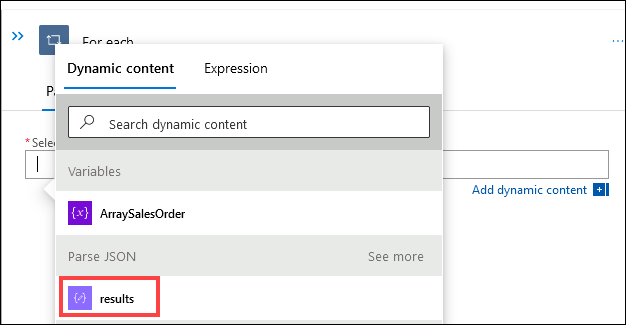 For each
Dynamic content Expression
Search dynamic content
* Selec
Variables
Add dynamic content
ArraySalesOrder
Parse JSON See more
results